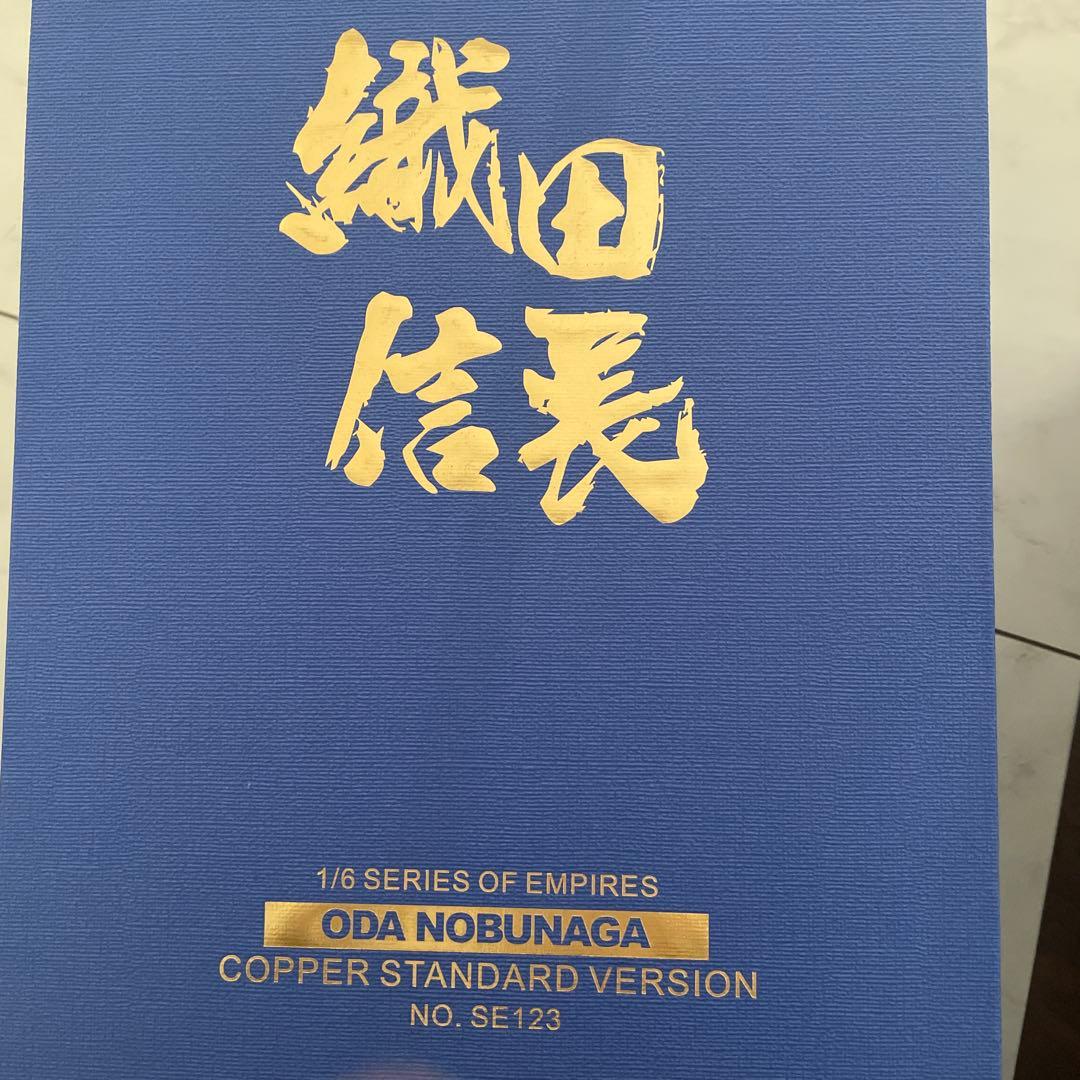 織田
信長
1/6 SERIES OF EMPIRES
ODA NOBUNAGA
COPPER STANDARD VERSION
NO. SE123